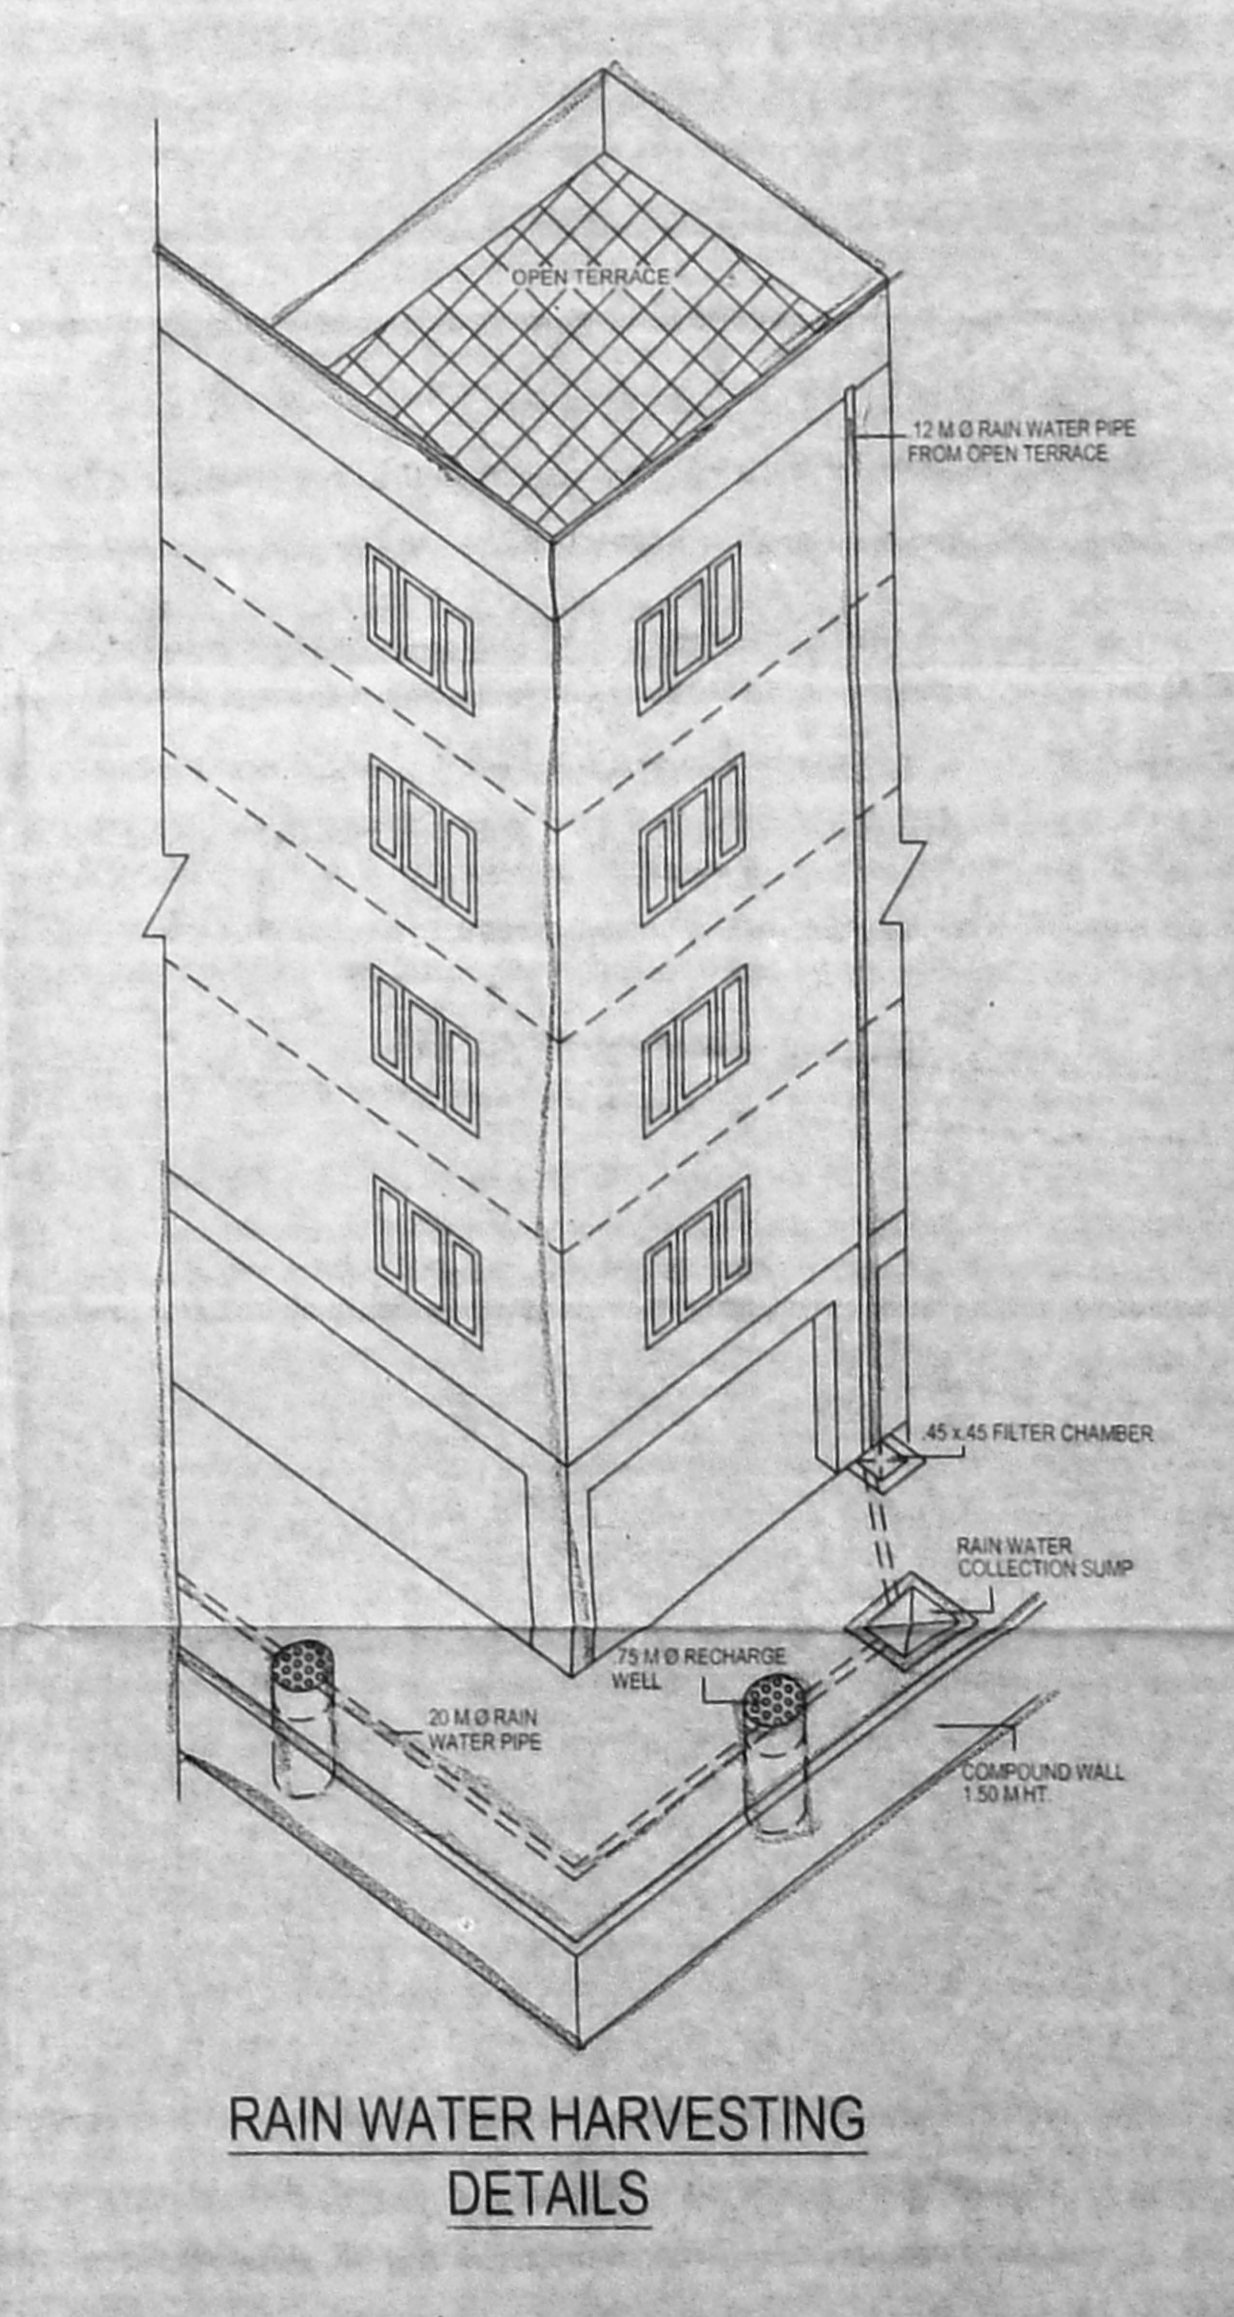 OPEN TERRACE
.12 M Ø RAIN WATER PIPE
FROM OPEN TERRACE
.45 x.45 FILTER CHAMBER
RAIN WATER
COLLECTION SUMP
.75 M Ø RECHARGE
WELL
.20 M Ø RAIN
WATER PIPE
COMPOUND WALL
1.50 M HT.
RAIN WATER HARVESTING
DETAILS